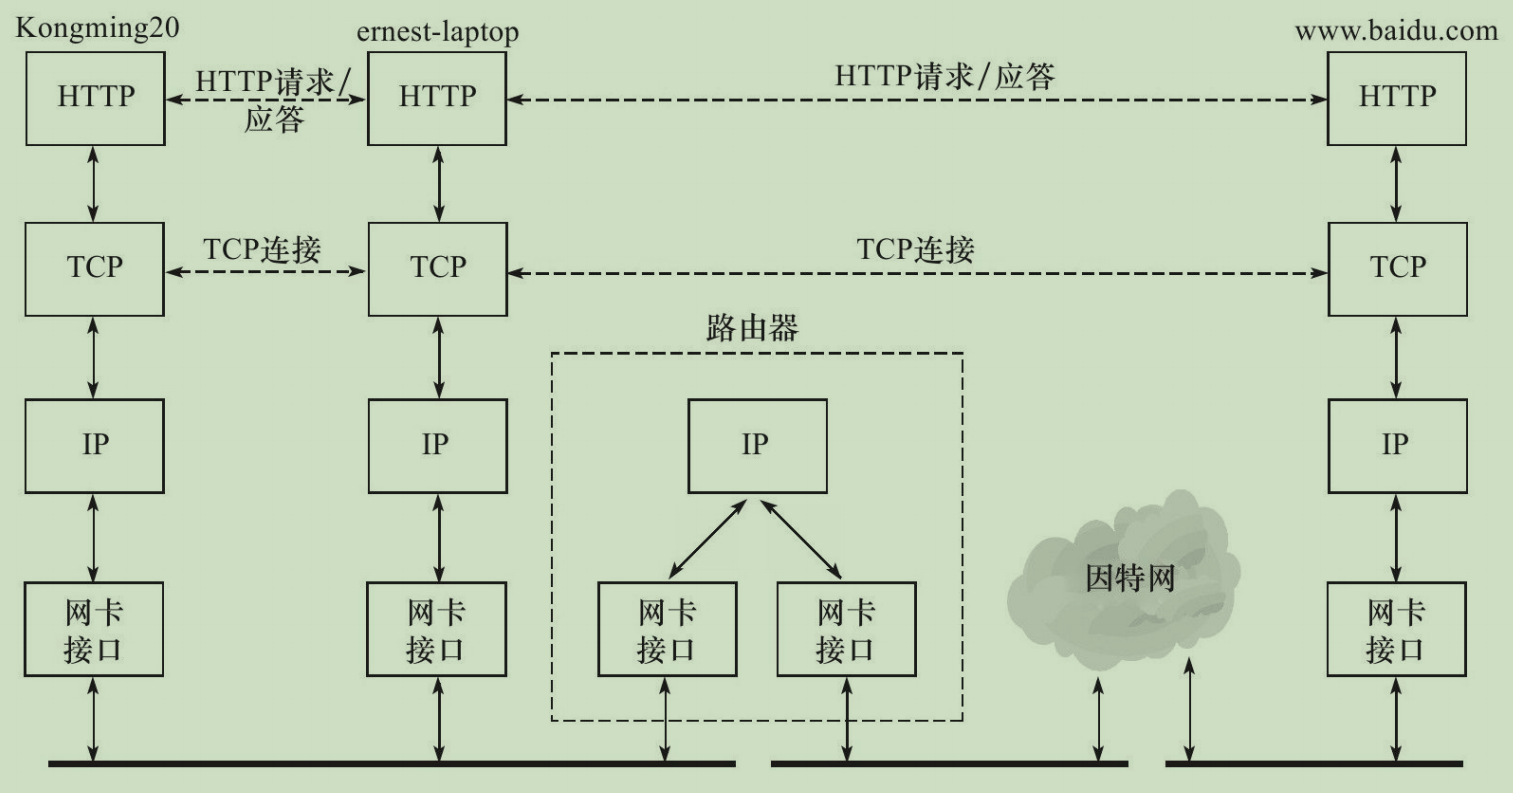 Kongming20
ernest-laptop
www.baidu.com
HTTP
HTTP请求/
应答
HTTP
HTTP请求/应答
HTTP
TCP
TCP连接
TCP
TCP连接
TCP
路由器
IP
IP
IP
IP
因特网
网卡
接口
网卡
接口
网卡
接口
网卡
接口
网卡
接口